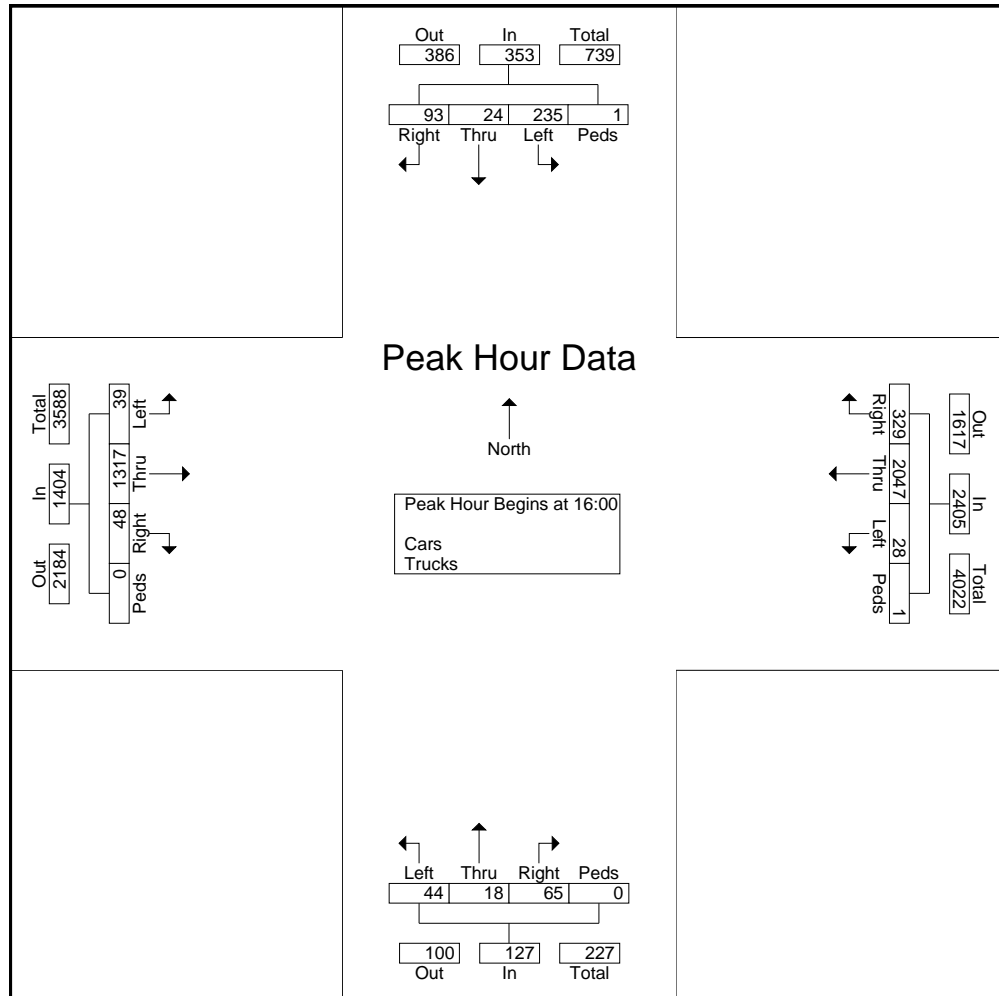 Out In Total
386 353 739
93 24 235 1
Right Thru Left Peds
Peak Hour Data
North
Peak Hour Begins at 16:00
Cars
Trucks
Total In Out
3588 1404 2184
39 1317 48 0
Left Thru Right Peds
Out In Total
1617 2405 4022
329 2047 28 1
Right Thru Left Peds
Left Thru Right Peds
44 18 65 0
100 127 227
Out In Total